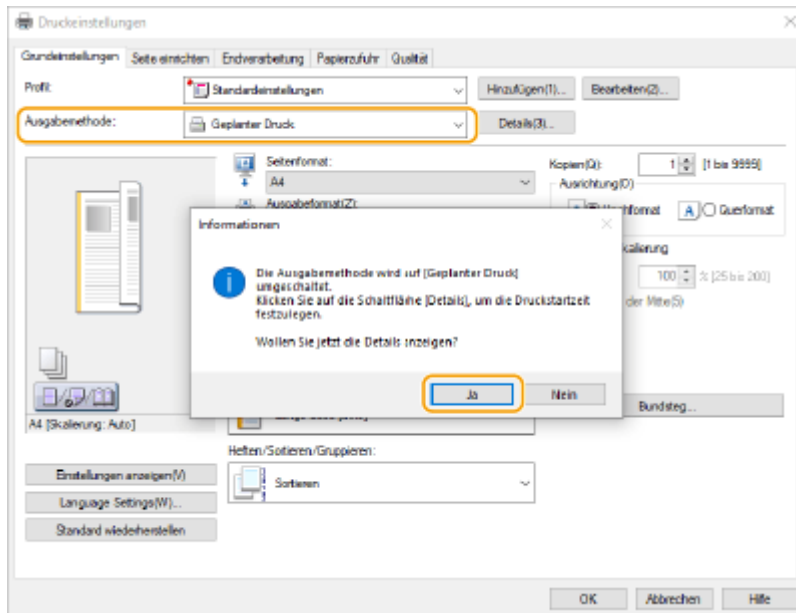 Druckeinstellungen
Grundeinstellungen Seite einrichten Endverarbeitung Papierzufuhr Qualität
Profil: Standardeinstellungen Hinzufügen(1)... Bearbeiten(2)...
Ausgabemethode: Geplanter Druck Details(3)...
Seitenformat: Kopien(Q): 1 [1 bis 9999]
A4 Ausrichtung(D)
Ausgabeformat(Z): A Querformat
Informationen
Die Ausgabemethode wird auf [Geplanter Druck]
umgeschaltet.
Klicken Sie auf die Schaltfläche [Details], um die Druckstartzeit
festzulegen.
Wollen Sie jetzt die Details anzeigen?
Ja Nein
100 % [25 bis 200]
der Mitte(S)
Bundsteg...
A4 [Skalierung: Auto]
Heften/Sortieren/Gruppieren:
Einstellungen anzeigen(V) Sortieren
Language Settings(W)...
Standard wiederherstellen
OK Abbrechen Hilfe